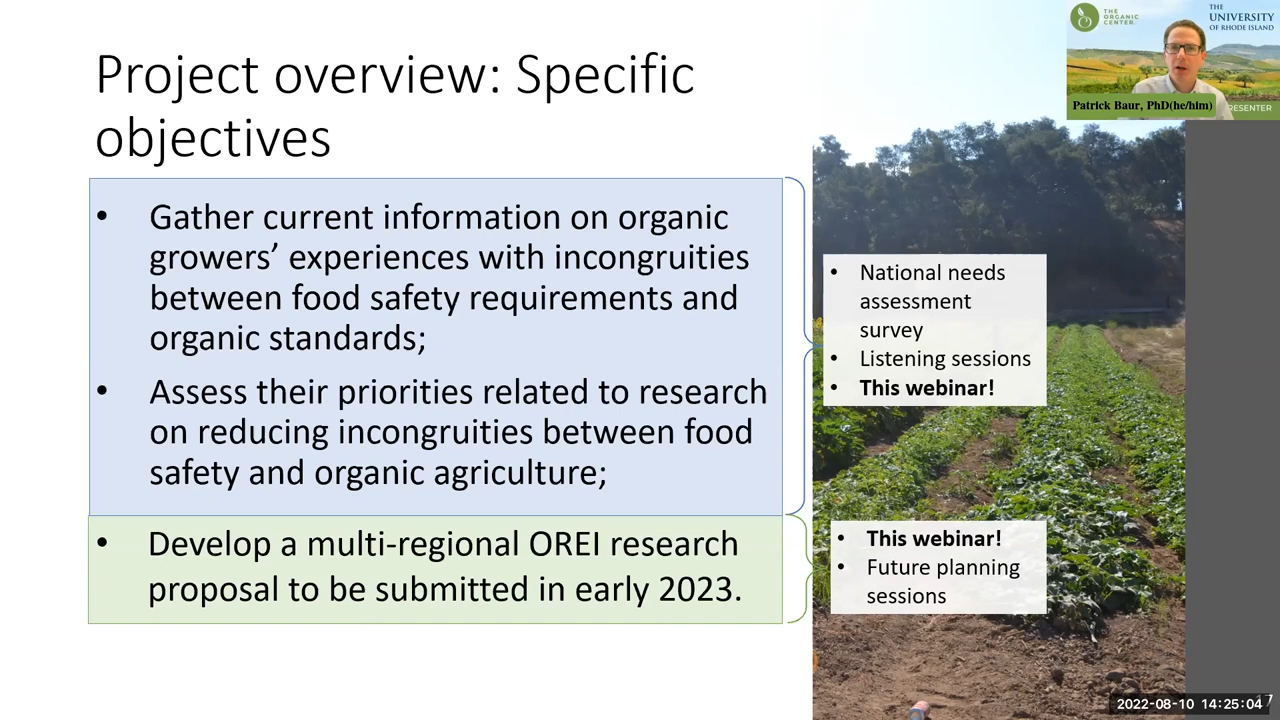 Project overview: Specific
objectives
• Gather current information on organic
growers’ experiences with incongruities
between food safety requirements and
organic standards;
• Assess their priorities related to research
on reducing incongruities between food
safety and organic agriculture;
• Develop a multi-regional OREI research
proposal to be submitted in early 2023.
• National needs
assessment
survey
• Listening sessions
• This webinar!
• This webinar!
• Future planning
sessions
THE
ORGANIC
CENTER
THE
UNIVERSITY
OF RHODE ISLAND
Patrick Baur, PhD(he/him)
RESENTER
2022-08-10 14:25:04
7